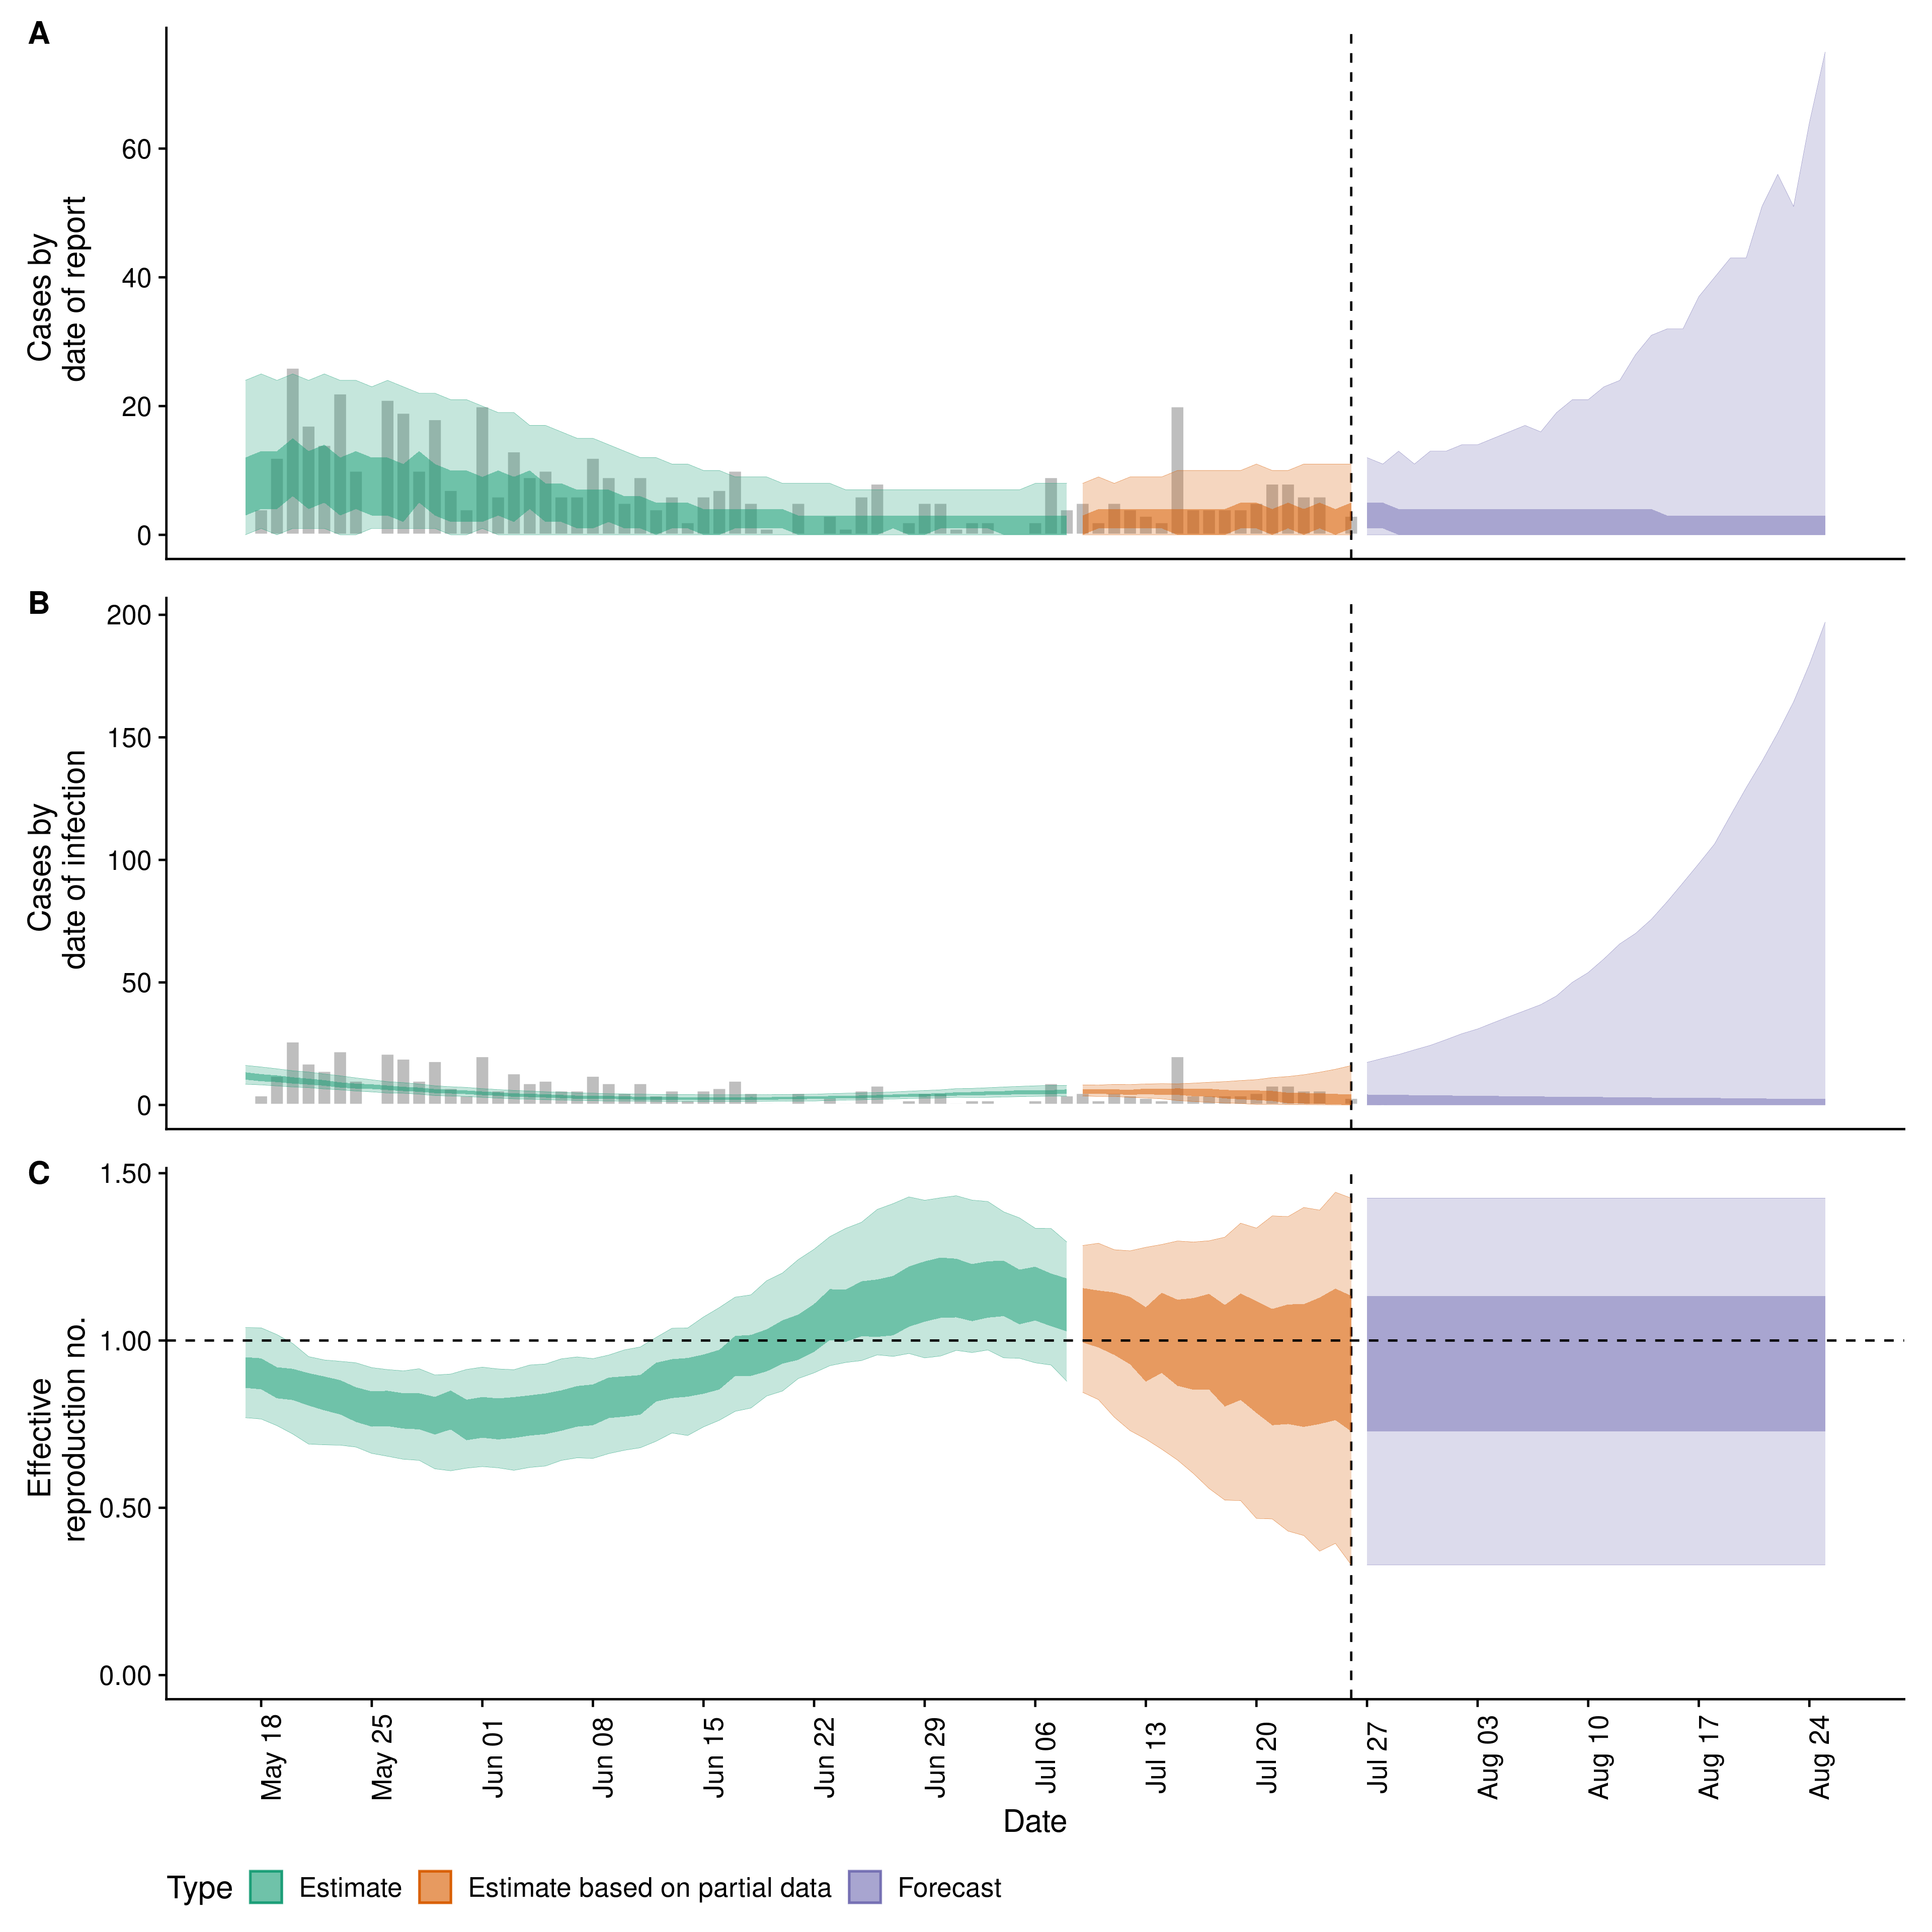 A
Cases by
date of report
60
40
20
0
B
Cases by
date of infection
200
150
100
50
0
C
Effective
reproduction no.
1.50
1.00
0.50
0.00
May 18
May 25
Jun 01
Jun 08
Jun 15
Jun 22
Jun 29
Jul 06
Jul 13
Jul 20
Jul 27
Aug 03
Aug 10
Aug 17
Aug 24
Date
Type
Estimate
Estimate based on partial data
Forecast